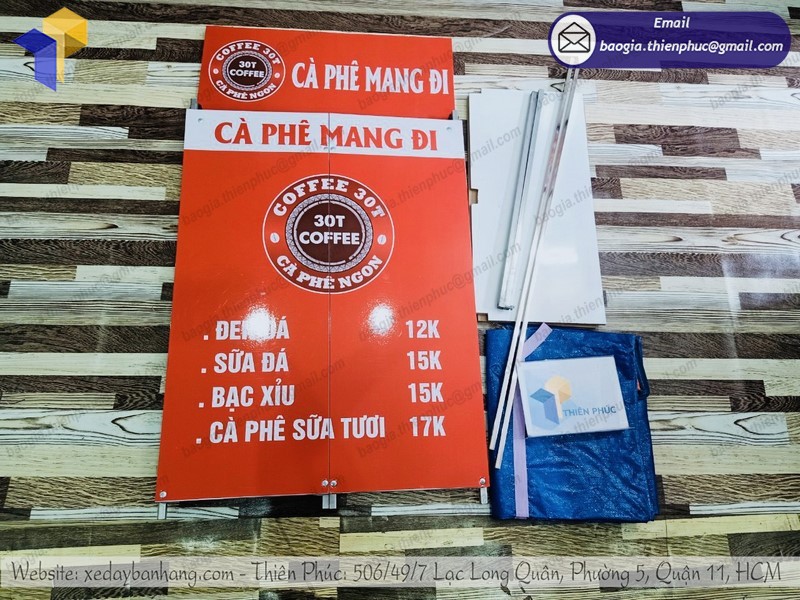 Email
baogia.thienphuc@gmail.com
COFFEE 30T
30T
COFFEE
CÀ PHÊ NGON
CÀ PHÊ MANG ĐI
CÀ PHÊ MANG ĐI
COFFEE 30T
30T
COFFEE
CÀ PHÊ NGON
. ĐEN ĐÁ 12K
. SỮA ĐÁ 15K
. BẠC XỈU 15K
. CÀ PHÊ SỮA TƯƠI 17K
THIÊN PHÚC
Website: xedaybanhang.com - Thiên Phúc: 506/49/7 Lạc Long Quân, Phường 5, Quận 11, HCM